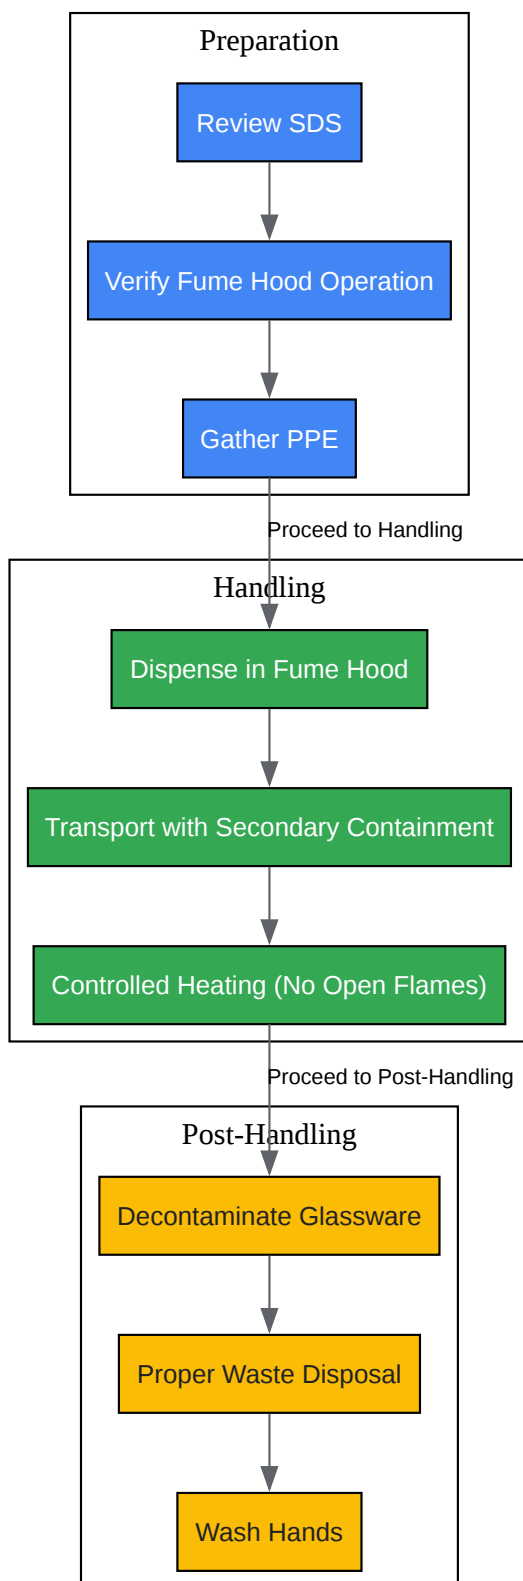 Preparation
Review SDS
Verify Fume Hood Operation
Gather PPE
Proceed to Handling
Handling
Dispense in Fume Hood
Transport with Secondary Containment
Controlled Heating (No Open Flames)
Proceed to Post-Handling
Post-Handling
Decontaminate Glassware
Proper Waste Disposal
Wash Hands